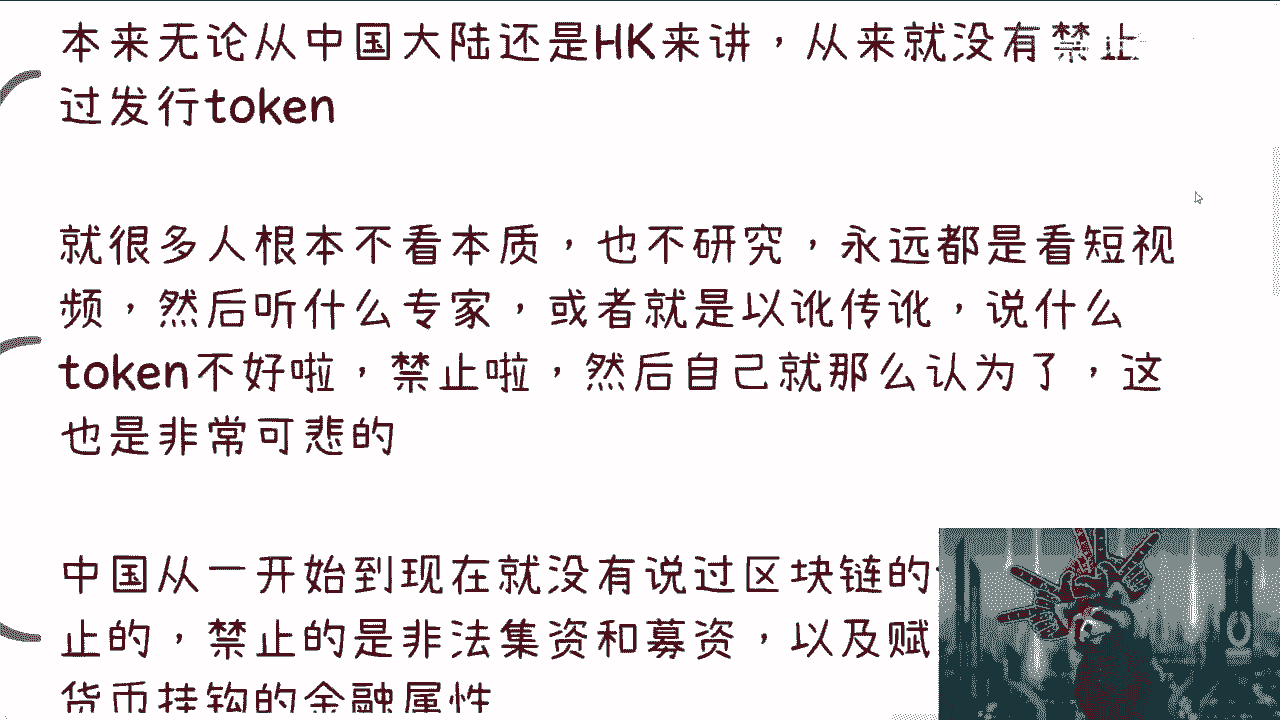 本来无论从中国大陆还是HK来讲，从来就没有禁止
过发行token
就很多人根本不看本质，也不研究，永远都是看短视
频，然后听什么专家，或者就是以讹传讹，说什么
token不好啦，禁止啦，然后自己就那么认为了，这
也是非常可悲的
中国从一开始到现在就没有说过区块链的
止的，禁止的是非法集资和募资，以及赋
货币挂钩的金融属性